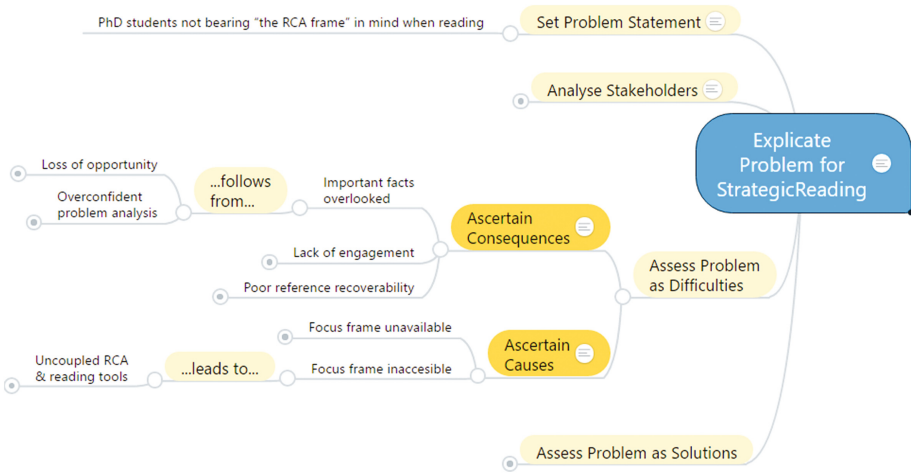 PhD students not bearing “the RCA frame” in mind when reading
Set Problem Statement
Analyse Stakeholders
Explicate
Problem for
StrategicReading
Loss of opportunity
Overconfident
problem analysis
...follows
from...
Important facts
overlooked
Ascertain
Consequences
Lack of engagement
Poor reference recoverability
Assess Problem
as Difficulties
Focus frame unavailable
Ascertain
Causes
Uncoupled RCA
& reading tools
...leads to...
Focus frame inaccesible
Assess Problem as Solutions